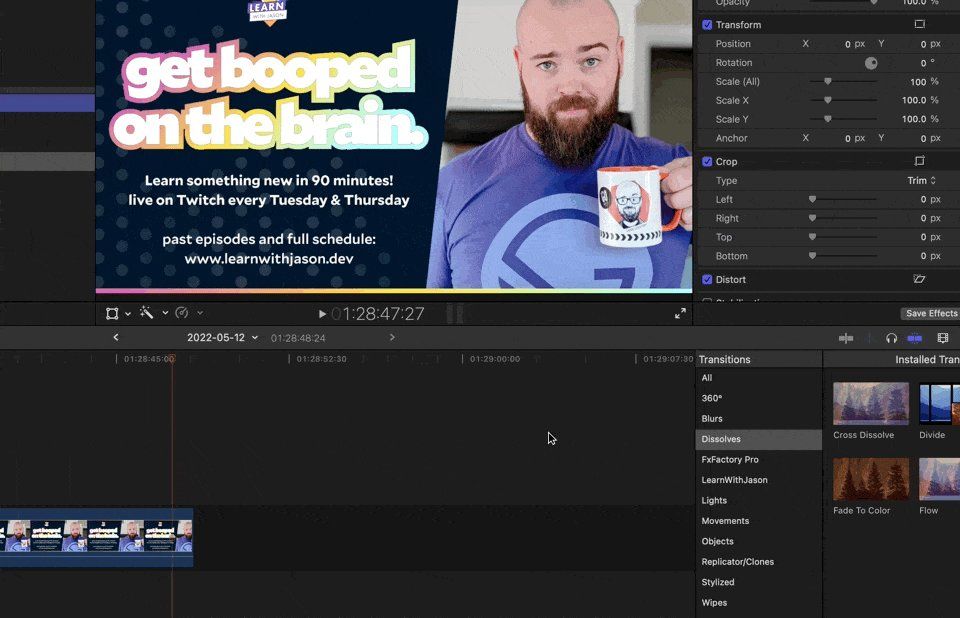 LEARN
WITH JASON
get booped
on the brain.
Learn something new in 90 minutes!
live on Twitch every Tuesday & Thursday
past episodes and full schedule:
www.learnwithjason.dev
Opacity 100.0 %
Transform
Position X 0 px Y 0 px
Rotation 0 °
Scale (All) 100 %
Scale X 100.0 %
Scale Y 100.0 %
Anchor X 0 px Y 0 px
Crop
Type Trim
Left 0 px
Right 0 px
Top 0 px
Bottom 0 px
Distort
01:28:47:27
Save Effects
2022-05-12 01:28:48:24
01:28:45:00 01:28:52:30 01:29:00:00 01:29:07:30
Transitions
All
360°
Blurs
Dissolves
FxFactory Pro
LearnWithJason
Lights
Movements
Objects
Replicator/Clones
Stylized
Wipes
Installed Tran
Cross Dissolve
Divide
Fade To Color
Flow